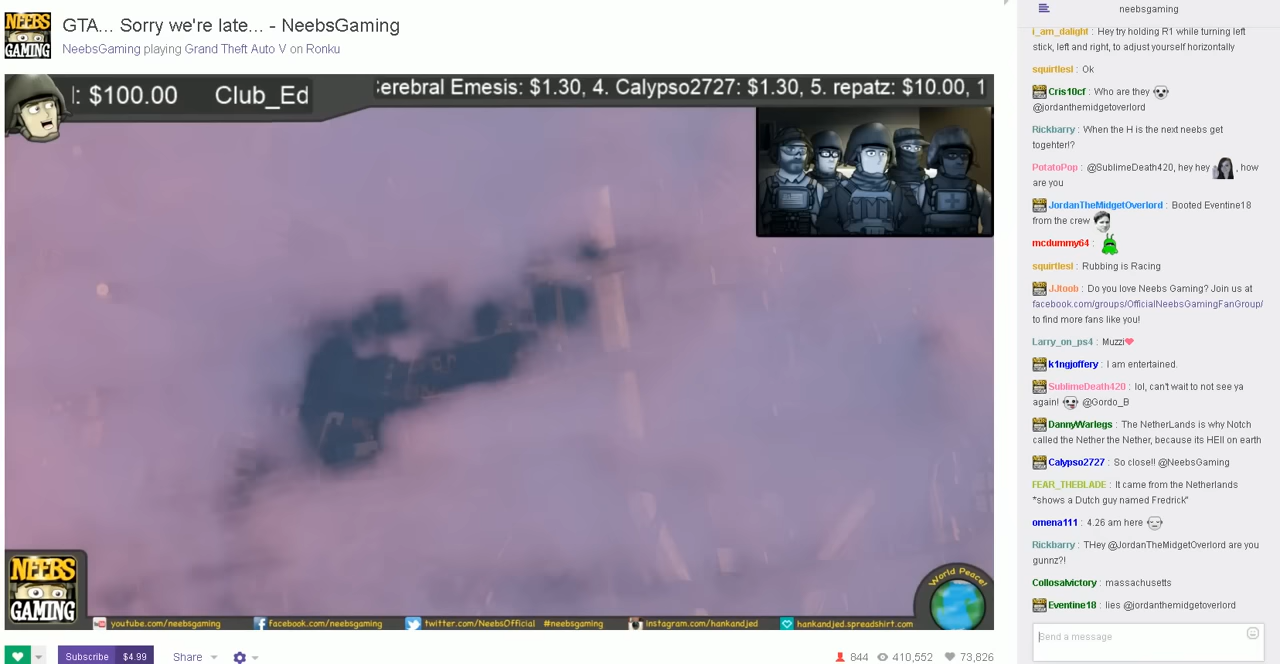 GTA... Sorry we're late... - NeebsGaming
NeebsGaming playing Grand Theft Auto V on Ronku
NEEBS
GAMING
l: $100.00 Club_Ed
erebral Emesis: $1.30, 4. Calypso2727: $1.30, 5. repatz: $10.00, 1
NEEBS
GAMING
World Peace!
youtube.com/neebsgaming
facebook.com/neebsgaming
twitter.com/NeebsOfficial #neebsgaming
instagram.com/hankandjed
hankandjed.spreadshirt.com
Subscribe $4.99
Share
844 410,552 73,826
neebsgaming
i_am_dalight : Hey try holding R1 while turning left
stick, left and right, to adjust yourself horizontally
squirtlesl : Ok
Cris10cf : Who are they
@jordanthemidgetoverlord
Rickbarry : When the H is the next neebs get
togehter!?
PotatoPop : @SublimeDeath420, hey hey , how
are you
JordanTheMidgetOverlord : Booted Eventine18
from the crew
mcdummy64 :
squirtlesl : Rubbing is Racing
JJtoob : Do you love Neebs Gaming? Join us at
facebook.com/groups/OfficialNeebsGamingFanGroup/
to find more fans like you!
Larry_on_ps4 : Muzzi
k1ngjoffery : I am entertained.
SublimeDeath420 : lol, can't wait to not see ya
again! @Gordo_B
DannyWarlegs : The NetherLands is why Notch
called the Nether the Nether, because its HEll on earth
Calypso2727 : So close!! @NeebsGaming
FEAR_THEBLADE : It came from the Netherlands
*shows a Dutch guy named Fredrick"
omena111 : 4.26 am here
Rickbarry : THey @JordanTheMidgetOverlord are you
gunnz?!
Collosalvictory : massachusetts
Eventine18 : lies @jordanthemidgetoverlord
Send a message